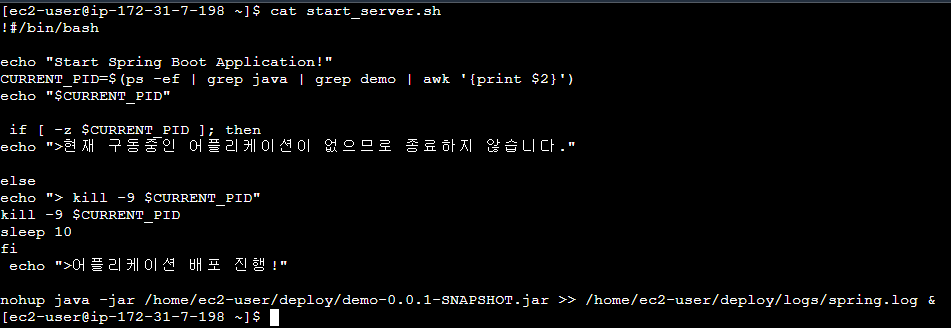 [ec2-user@ip-172-31-7-198 ~]$ cat start_server.sh
!#/bin/bash
echo "Start Spring Boot Application!"
CURRENT_PID=$(ps -ef | grep java | grep demo | awk '{print $2}')
echo "$CURRENT_PID"
if [ -z $CURRENT_PID ]; then
echo ">현재 구동중인 어플리케이션이 없으므로 종료하지 않습니다."
else
echo "> kill -9 $CURRENT_PID"
kill -9 $CURRENT_PID
sleep 10
fi
echo ">어플리케이션 배포 진행!"
nohup java -jar /home/ec2-user/deploy/demo-0.0.1-SNAPSHOT.jar >> /home/ec2-user/deploy/logs/spring.log &
[ec2-user@ip-172-31-7-198 ~]$